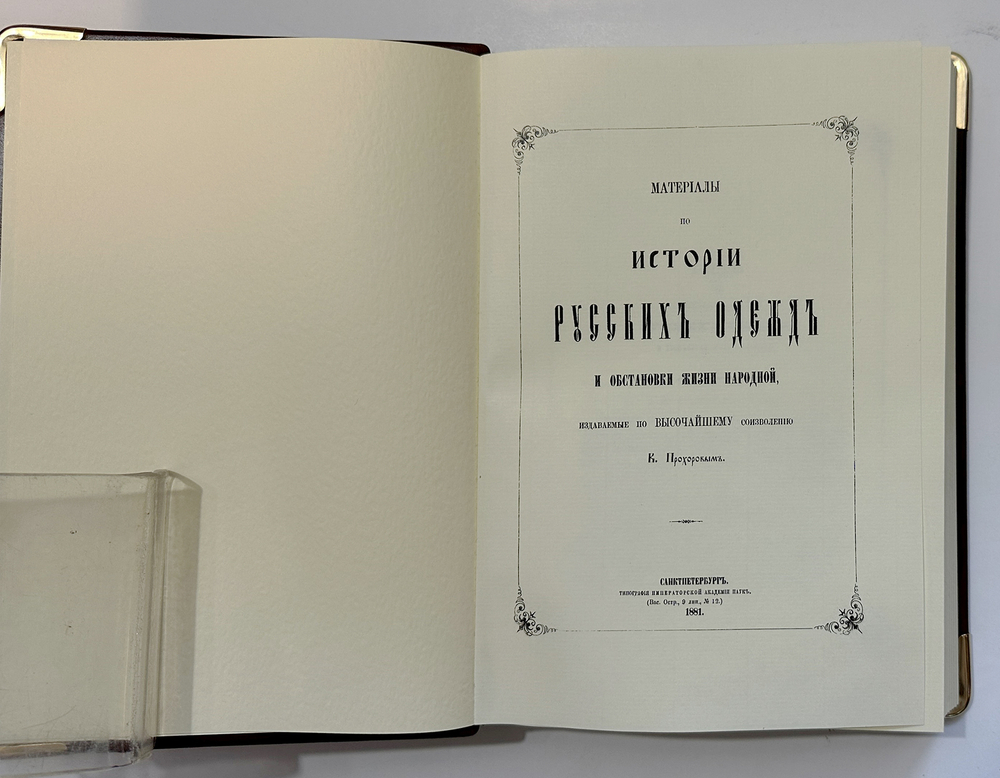 МАТЕРІАЛЫ
ПО
ИСТОРІИ
РУССКИХЪ ОДЕЖДЪ
И ОБСТАНОВКИ ЖИЗНИ НАРОДНОЙ,
ИЗДАВАЕМЫЕ ПО ВЫСОЧАЙШЕМУ СОИЗВОЛЕНІЮ
В. Прохоровымъ.
САНКТПЕТЕРБУРГЪ.
ТИПОГРАФІЯ ИМПЕРАТОРСКОЙ АКАДЕМІИ НАУКЪ.
(Вас. Остр., 9 лин., № 12.)
1881.